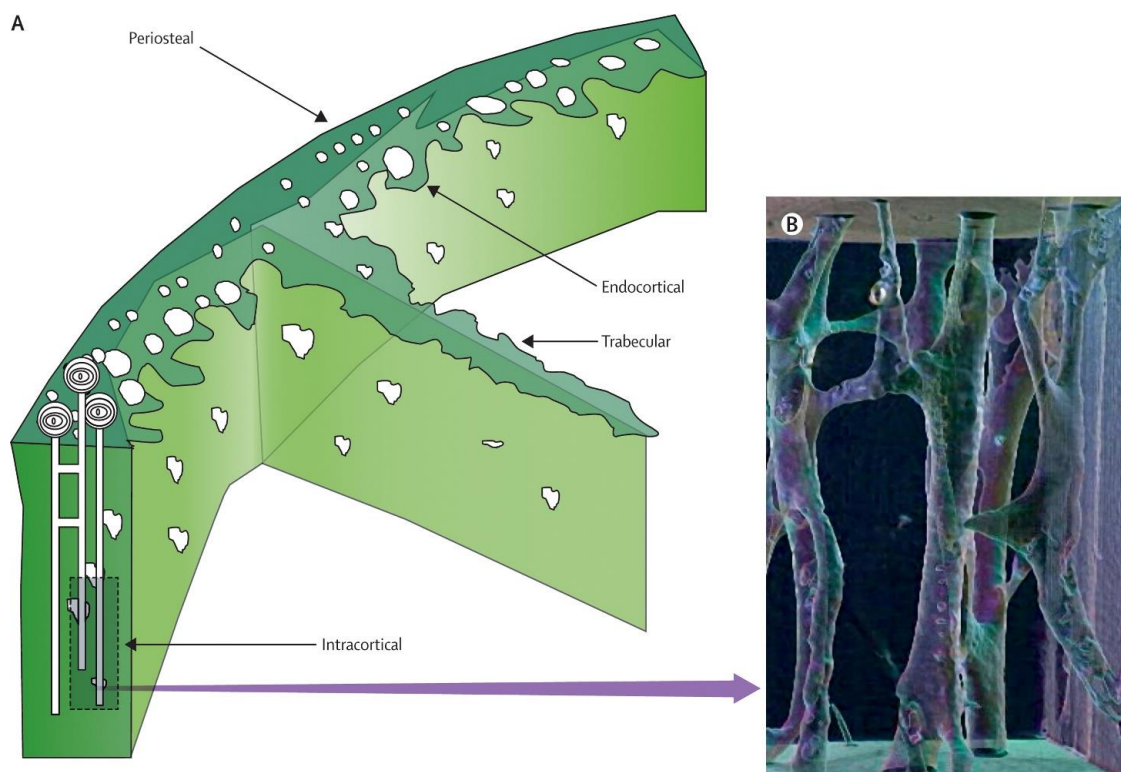 A
Periosteal
B
Endocortical
Trabecular
Intracortical